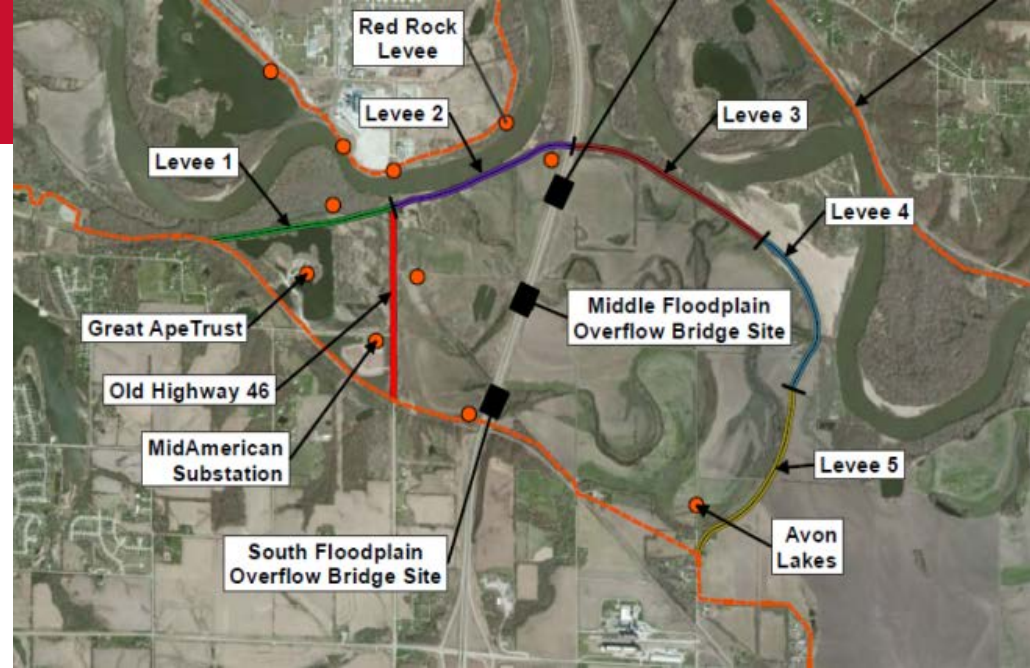 Red Rock
Levee
Levee 2
Levee 3
Levee 1
Levee 4
Middle Floodplain
Overflow Bridge Site
Great ApeTrust
Old Highway 46
MidAmerican
Substation
Levee 5
South Floodplain
Overflow Bridge Site
Avon
Lakes